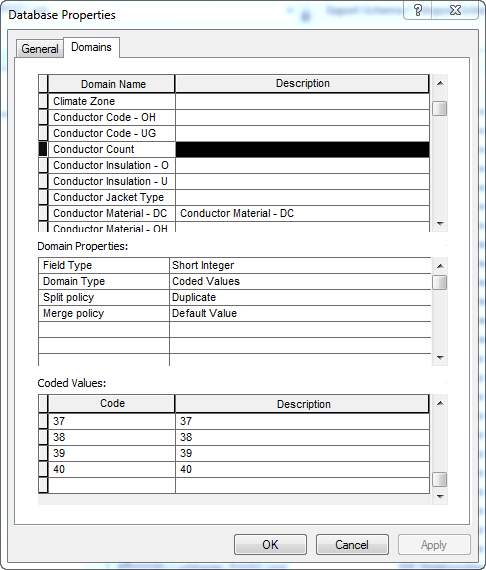 Database Properties
General Domains
Domain Name Description
Climate Zone
Conductor Code - OH
Conductor Code - UG
Conductor Count
Conductor Insulation - O
Conductor Insulation - U
Conductor Jacket Type
Conductor Material - DC Conductor Material - DC
Conductor Material - OH
Domain Properties:
Field Type Short Integer
Domain Type Coded Values
Split policy Duplicate
Merge policy Default Value
Coded Values:
Code Description
37 37
38 38
39 39
40 40
OK Cancel Apply